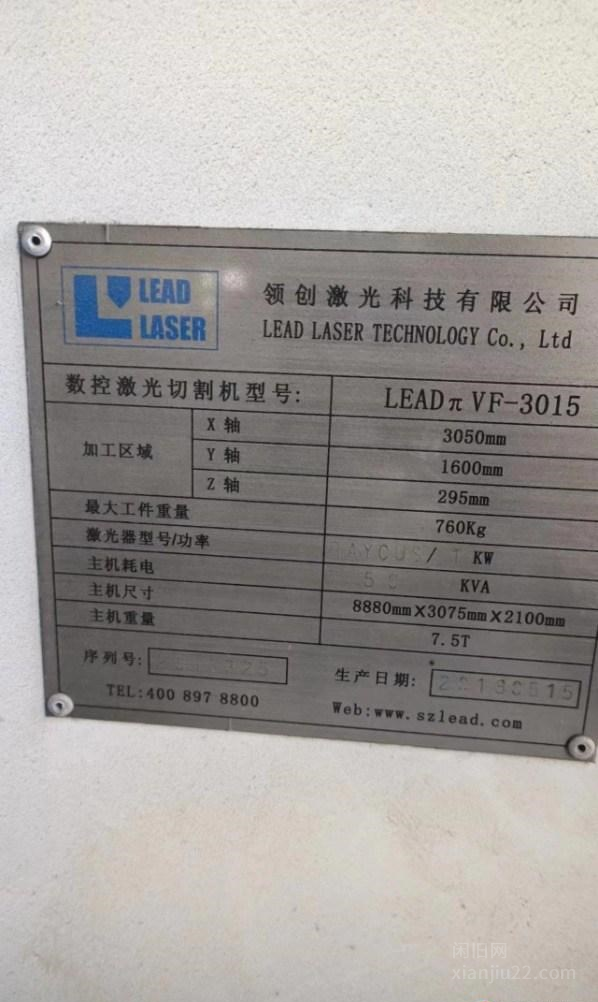 LEAD
LASER
领创激光科技有限公司
LEAD LASER TECHNOLOGY Co., Ltd
数控激光切割机型号: LEADπ VF-3015
加工区域 X 轴 3050mm
Y 轴 1600mm
Z 轴 295mm
最大工件重量 760Kg
激光器型号/功率 RAYCUS/ KW
主机耗电 KVA
主机尺寸 8880mmX3075mmX2100mm
主机重量 7.5T
序列号:
生产日期: 20180515
TEL:400 897 8800
Web:www.szlead.com
闲旧网
xianjiu22.com